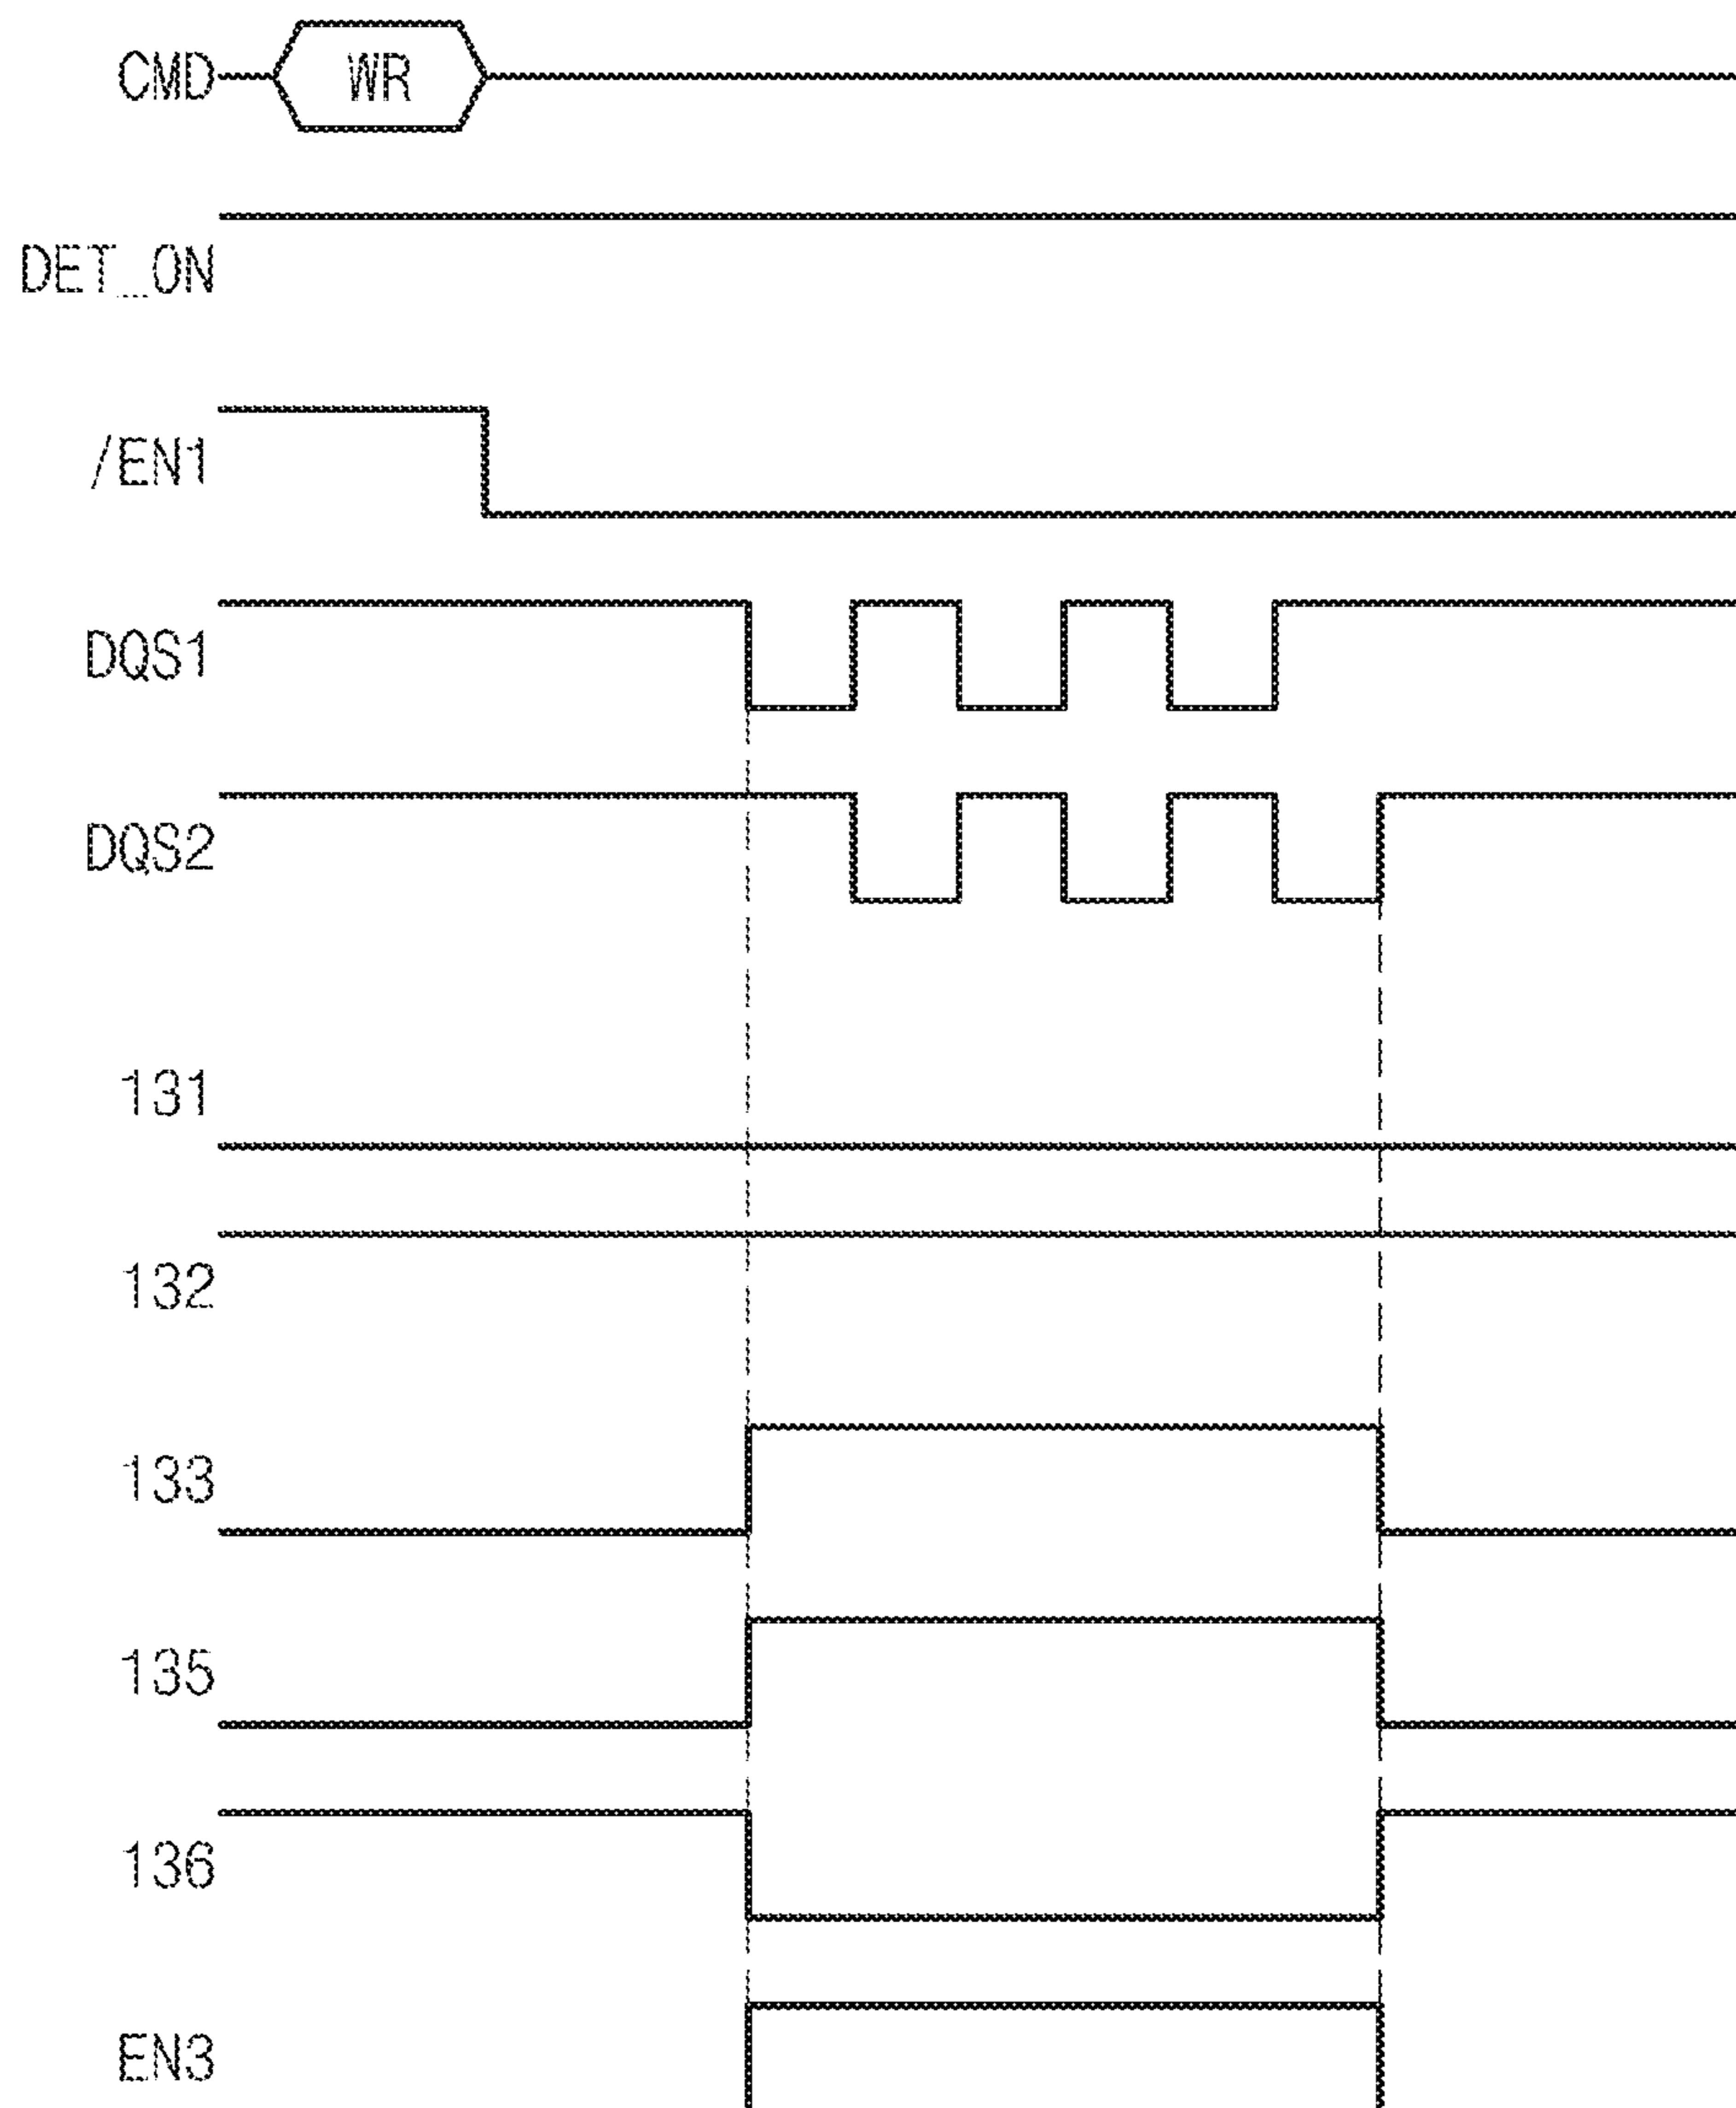 CMD WR
DET_ON
/EN1
DQS1
DQS2
131
132
133
135
136
EN3